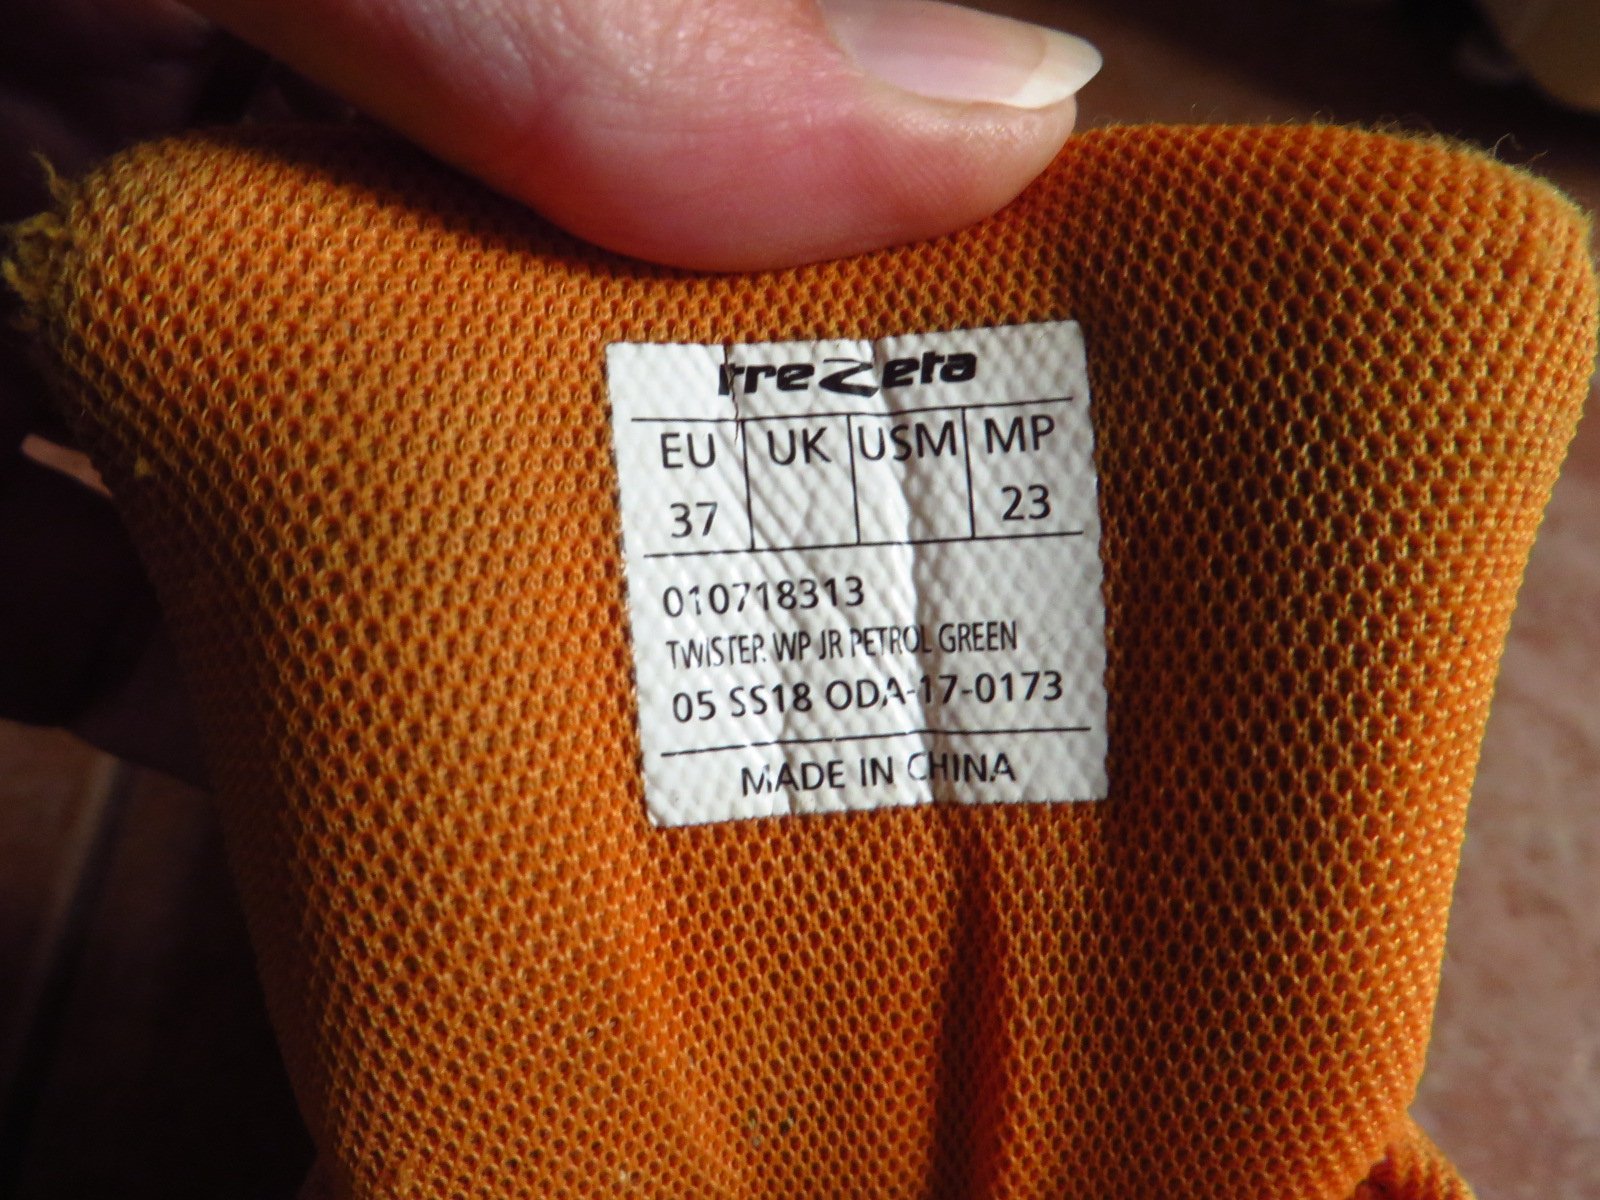 treZeta
EU UK USM MP
37 23
010718313
TWISTER WP JR PETROL GREEN
05 SS18 ODA-17-0173
MADE IN CHINA